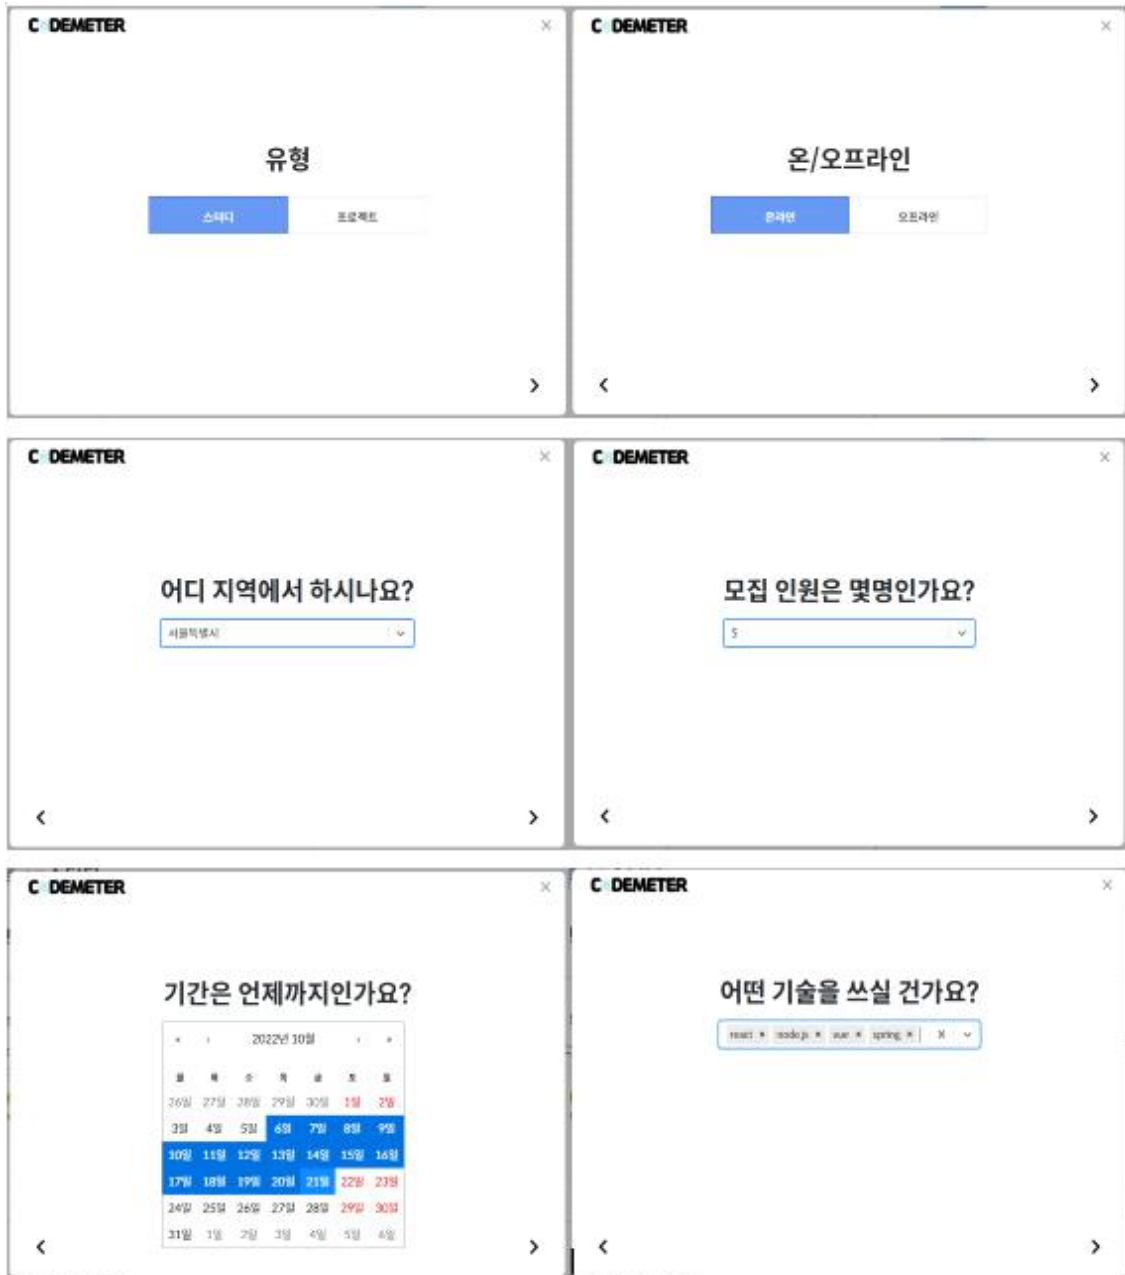 C DEMETER
유형
스터디 프로젝트
C DEMETER
온/오프라인
온라인 오프라인
C DEMETER
어디 지역에서 하시나요?
서울특별시
C DEMETER
모집 인원은 몇명인가요?
5
C DEMETER
기간은 언제까지인가요?
« ‹ 2022년 10월 › »
월 화 수 목 금 토 일
26일 27일 28일 29일 30일 1일 2일
3일 4일 5일 6일 7일 8일 9일
10일 11일 12일 13일 14일 15일 16일
17일 18일 19일 20일 21일 22일 23일
24일 25일 26일 27일 28일 29일 30일
31일 1일 2일 3일 4일 5일 6일
C DEMETER
어떤 기술을 쓰실 건가요?
react × node.js × vue × spring ×